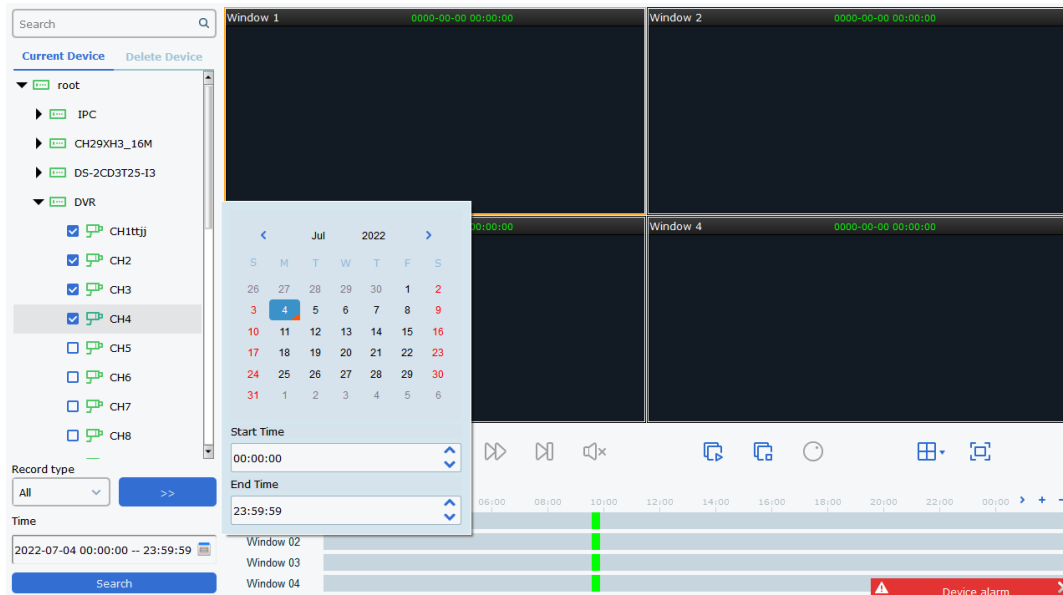 Search
Current Device Delete Device
root
IPC
CH29XH3_16M
DS-2CD3T25-I3
DVR
CH1ttjj
CH2
CH3
CH4
CH5
CH6
CH7
CH8
Record type
All >>
Time
2022-07-04 00:00:00 -- 23:59:59
Search
Window 1 0000-00-00 00:00:00
Window 2 0000-00-00 00:00:00
00:00
Window 4 0000-00-00 00:00:00
< Jul 2022 >
S M T W T F S
26 27 28 29 30 1 2
3 4 5 6 7 8 9
10 11 12 13 14 15 16
17 18 19 20 21 22 23
24 25 26 27 28 29 30
31 1 2 3 4 5 6
Start Time
00:00:00
End Time
23:59:59
06:00 08:00 10:00 12:00 14:00 16:00 18:00 20:00 22:00 00:00 > + -
Window 02
Window 03
Window 04
Device alarm